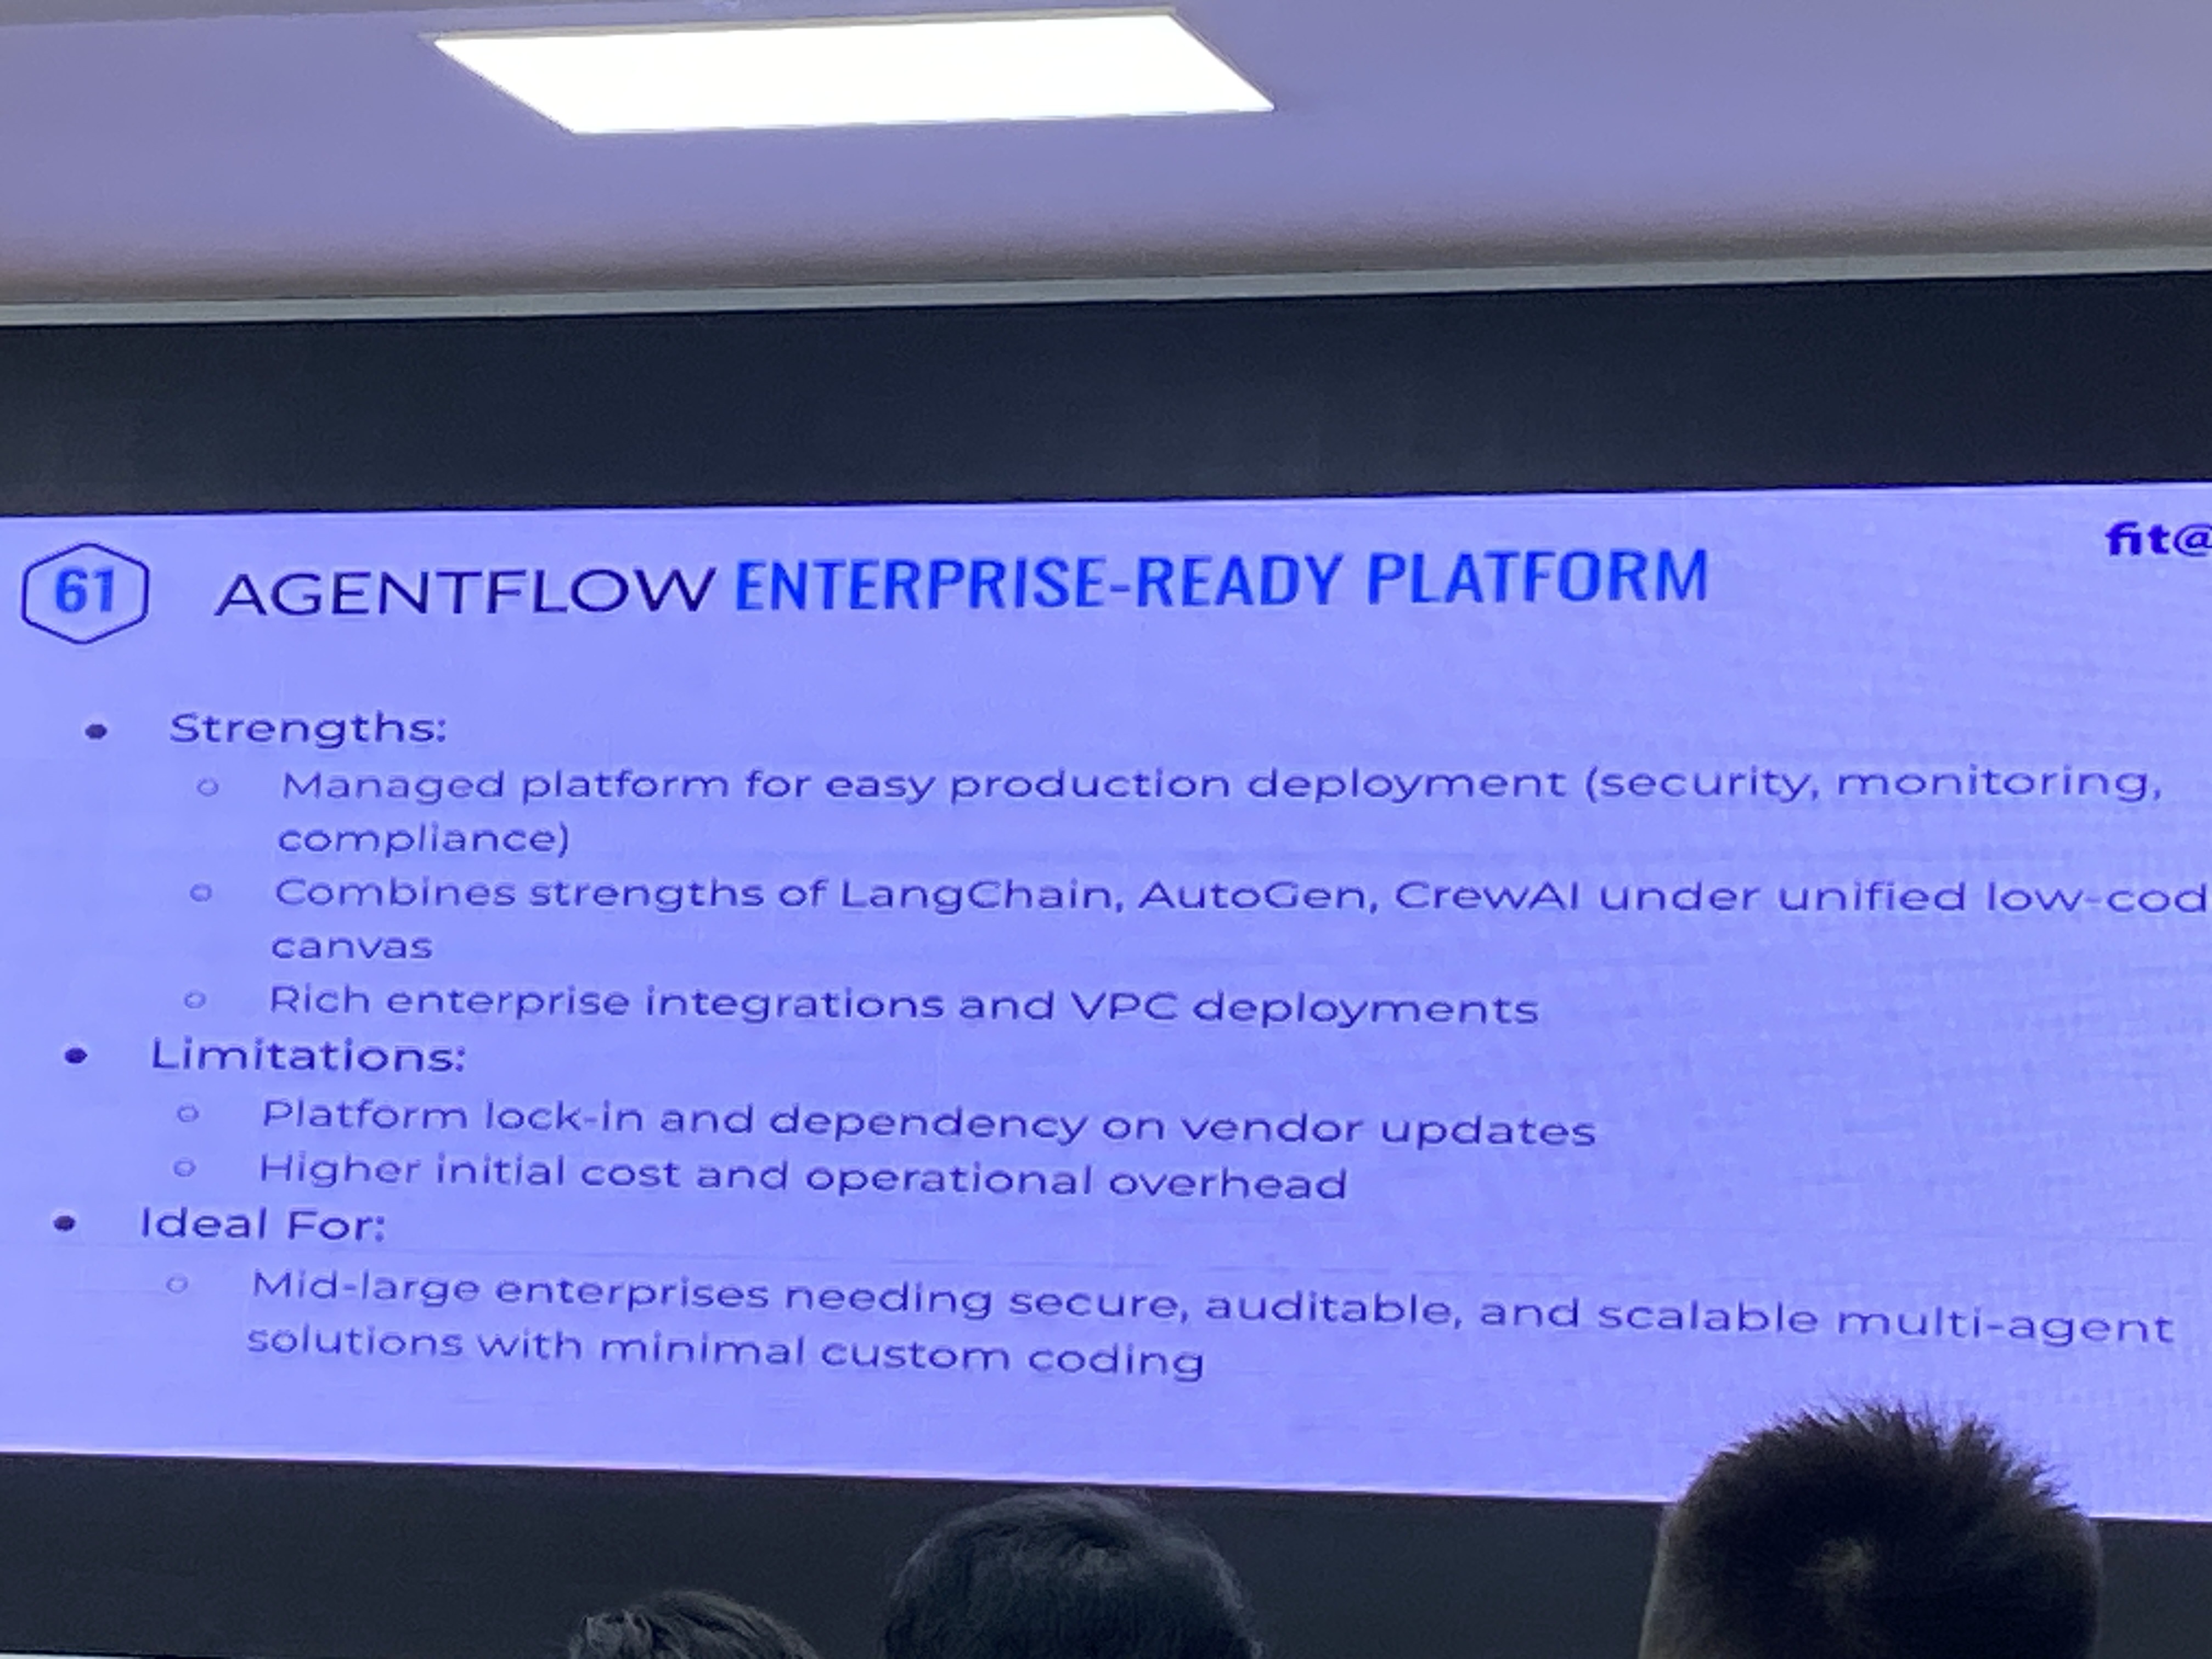 61
AGENTFLOW ENTERPRISE-READY PLATFORM
fit@
• Strengths:
○ Managed platform for easy production deployment (security, monitoring,
compliance)
○ Combines strengths of LangChain, AutoGen, CrewAI under unified low-cod
canvas
○ Rich enterprise integrations and VPC deployments
• Limitations:
○ Platform lock-in and dependency on vendor updates
○ Higher initial cost and operational overhead
• Ideal For:
○ Mid-large enterprises needing secure, auditable, and scalable multi-agent
solutions with minimal custom coding